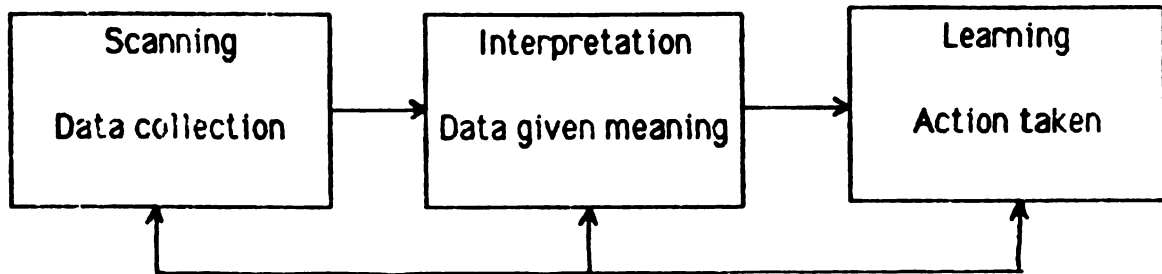 Scanning
Data collection
Interpretation
Data given meaning
Learning
Action taken